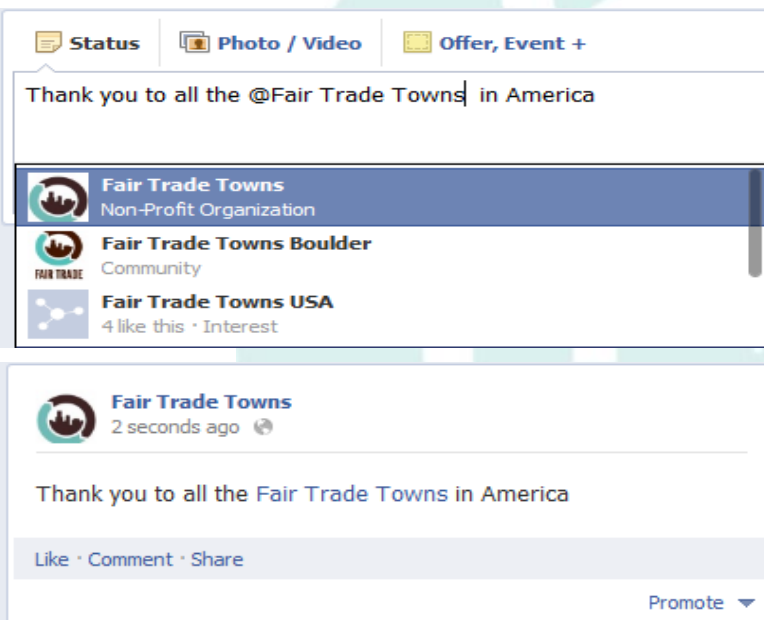 Status Photo / Video Offer, Event +
Thank you to all the @Fair Trade Towns in America
Fair Trade Towns
Non-Profit Organization
Fair Trade Towns Boulder
FAIR TRADE Community
Fair Trade Towns USA
4 like this · Interest
Fair Trade Towns
2 seconds ago
Thank you to all the Fair Trade Towns in America
Like · Comment · Share
Promote